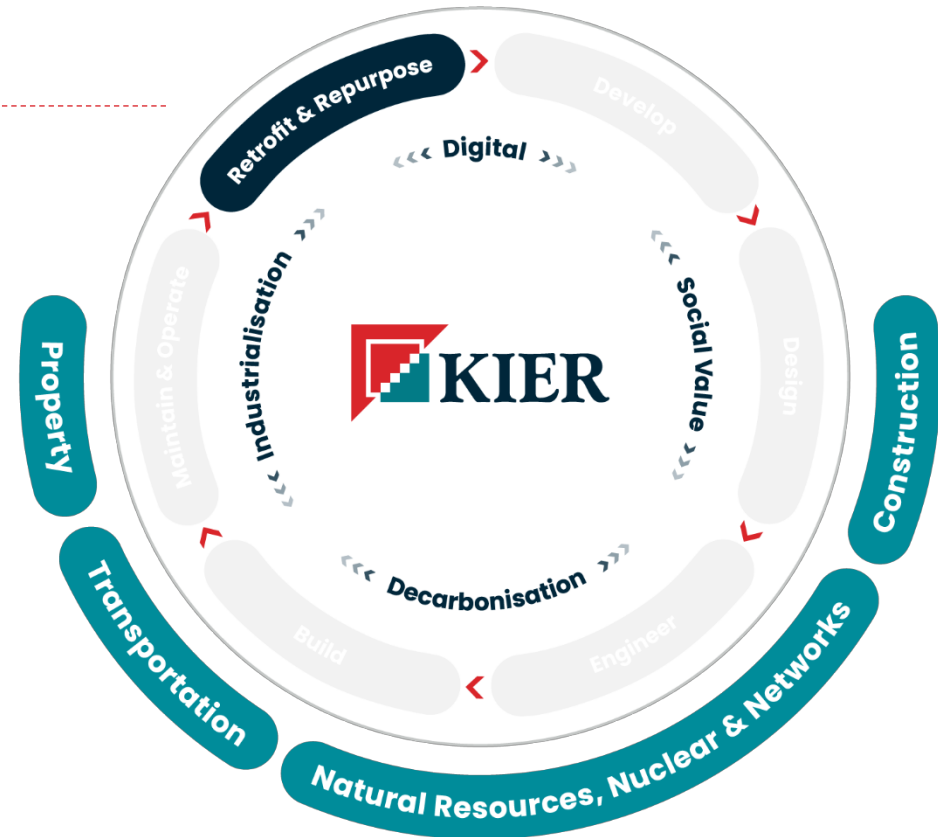 Retrofit & Repurpose
Develop
Design
Engineer
Build
Maintain & Operate
Digital
Social Value
Decarbonisation
Industrialisation
KIER
Property
Transportation
Natural Resources, Nuclear & Networks
Construction